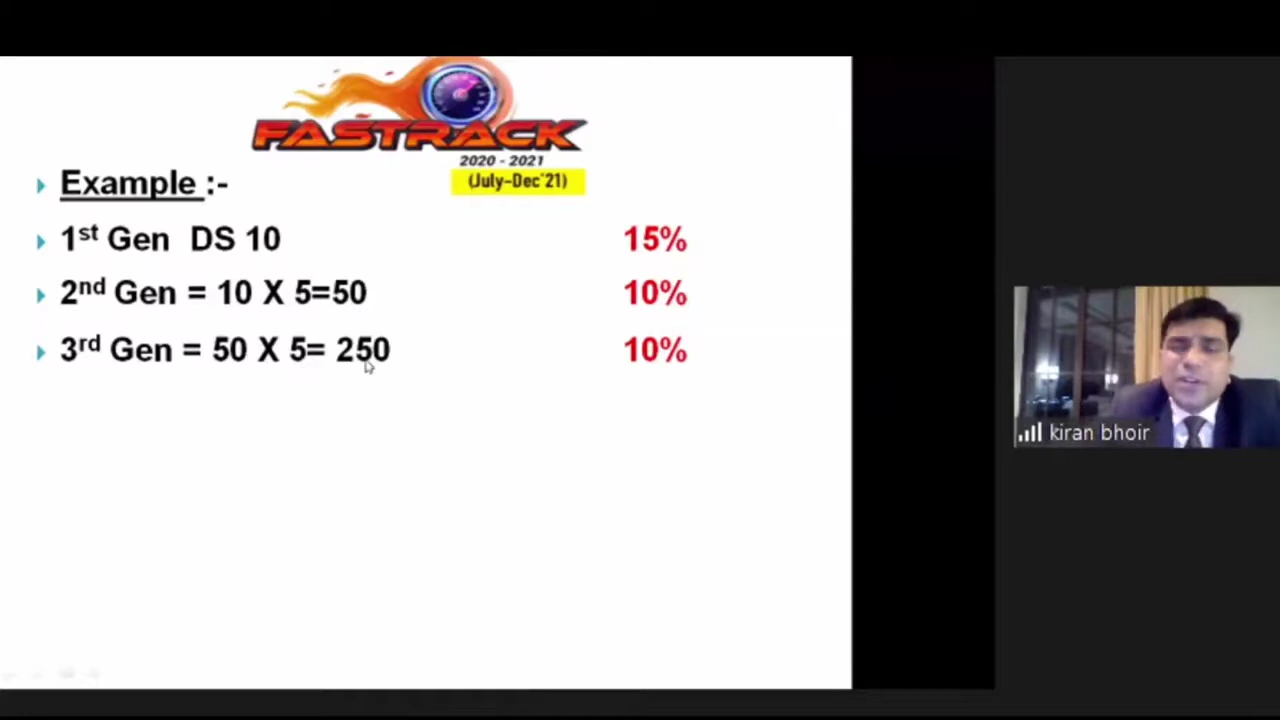 FASTRACK
2020 - 2021
(July-Dec'21)
Example :-
1st Gen DS 10 15%
2nd Gen = 10 X 5=50 10%
3rd Gen = 50 X 5= 250 10%
kiran bhoir